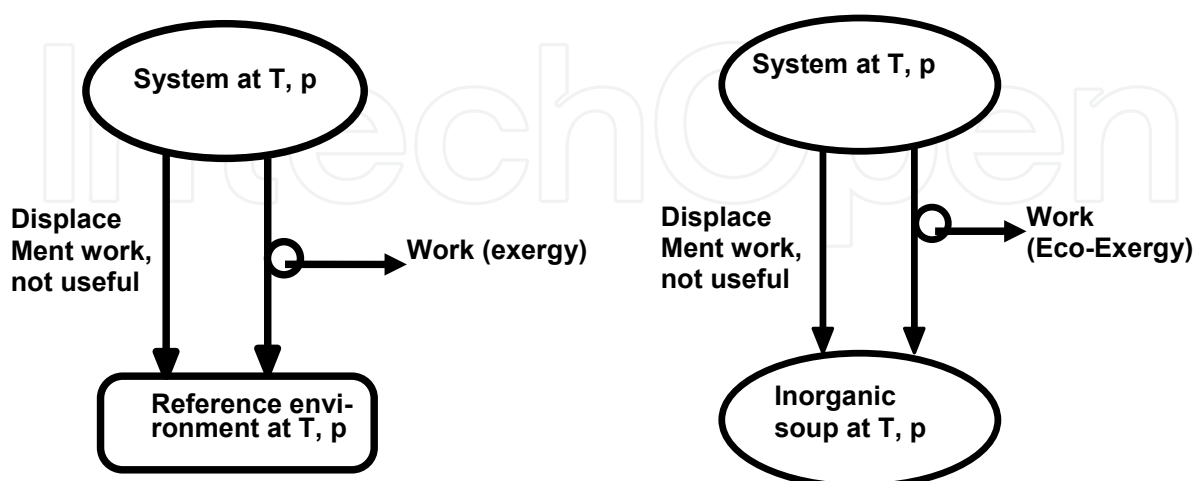 IntechOpen
System at T, p
Displace
Ment work,
not useful
Work (exergy)
Reference envi-
ronment at T, p
System at T, p
Displace
Ment work,
not useful
Work
(Eco-Exergy)
Inorganic
soup at T, p